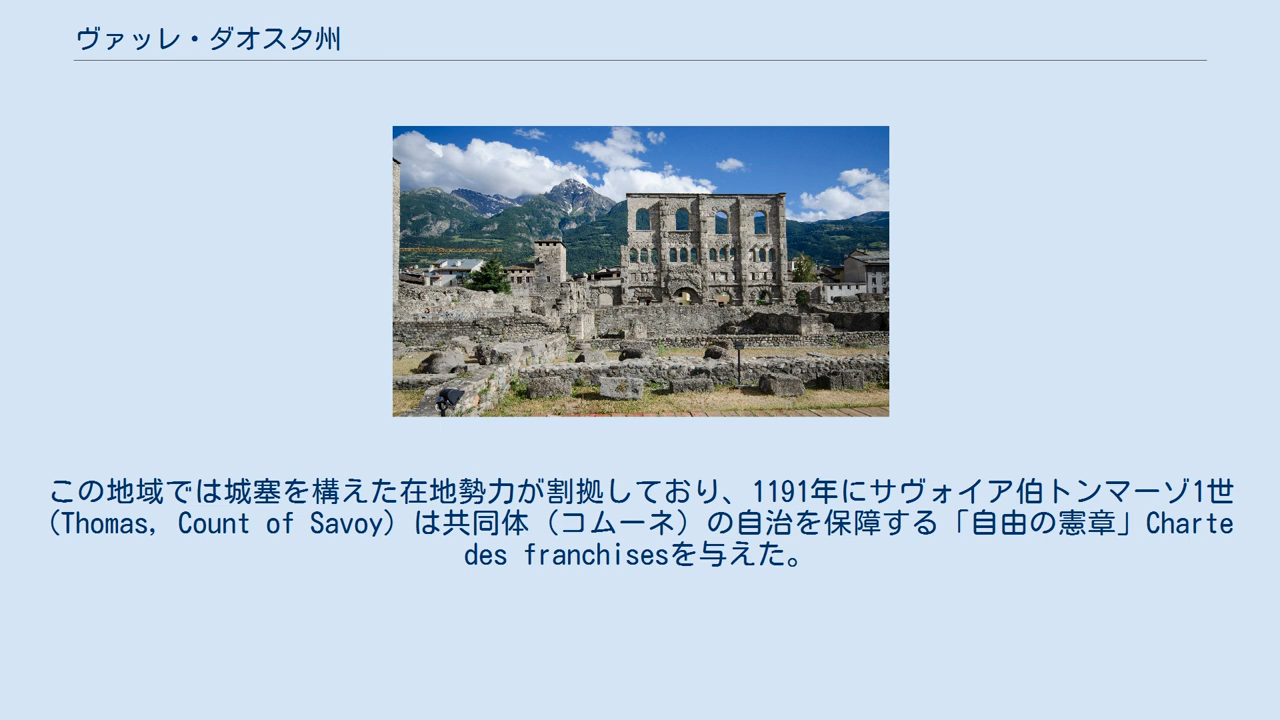 ヴァッレ・ダオスタ州
この地域では城塞を構えた在地勢力が割拠しており、1191年にサヴォイア伯トンマーゾ1世
(Thomas, Count of Savoy) は共同体（コムーネ）の自治を保障する「自由の憲章」Charte
des franchisesを与えた。